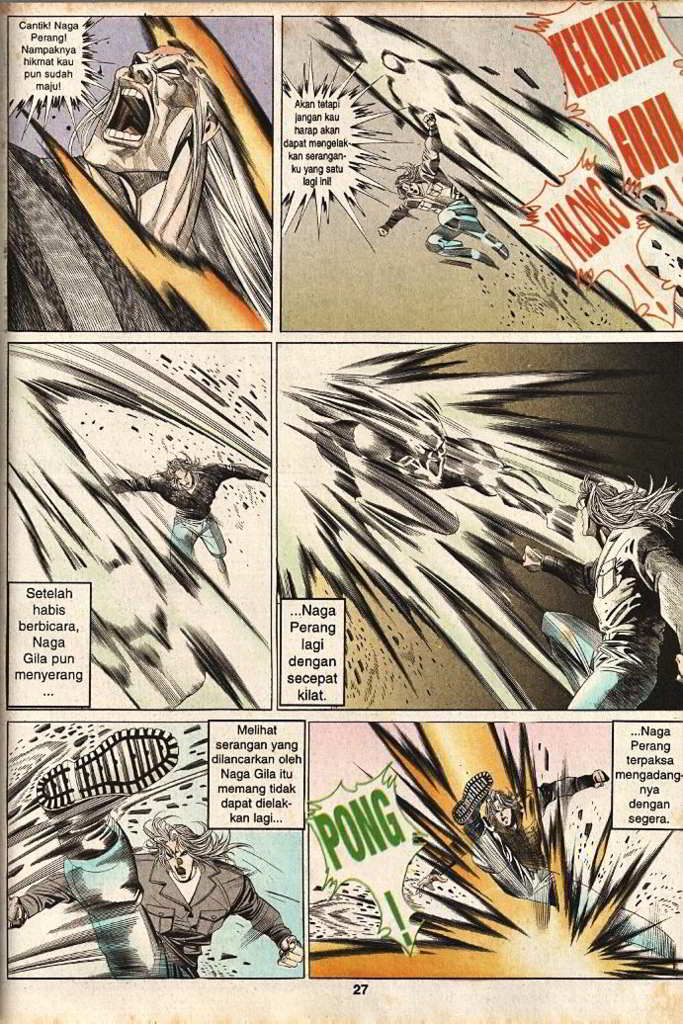 Cantik! Naga
Perang!
Nampaknya
hikmat kau
pun sudah
maju!
Akan tetapi
jangan kau
harap akan
dapat mengelak-
kan serangan-
ku yang satu
lagi ini!
KEKUATAN
GURU
KLONG
!
Setelah
habis
berbicara,
Naga
Gila pun
menyerang
...
...Naga
Perang
lagi
dengan
secepat
kilat.
Melihat
serangan yang
dilancarkan oleh
Naga Gila itu
memang tidak
dapat dielak-
kan lagi...
PONG
!
...Naga
Perang
terpaksa
mengadang-
nya
dengan
segera.
27